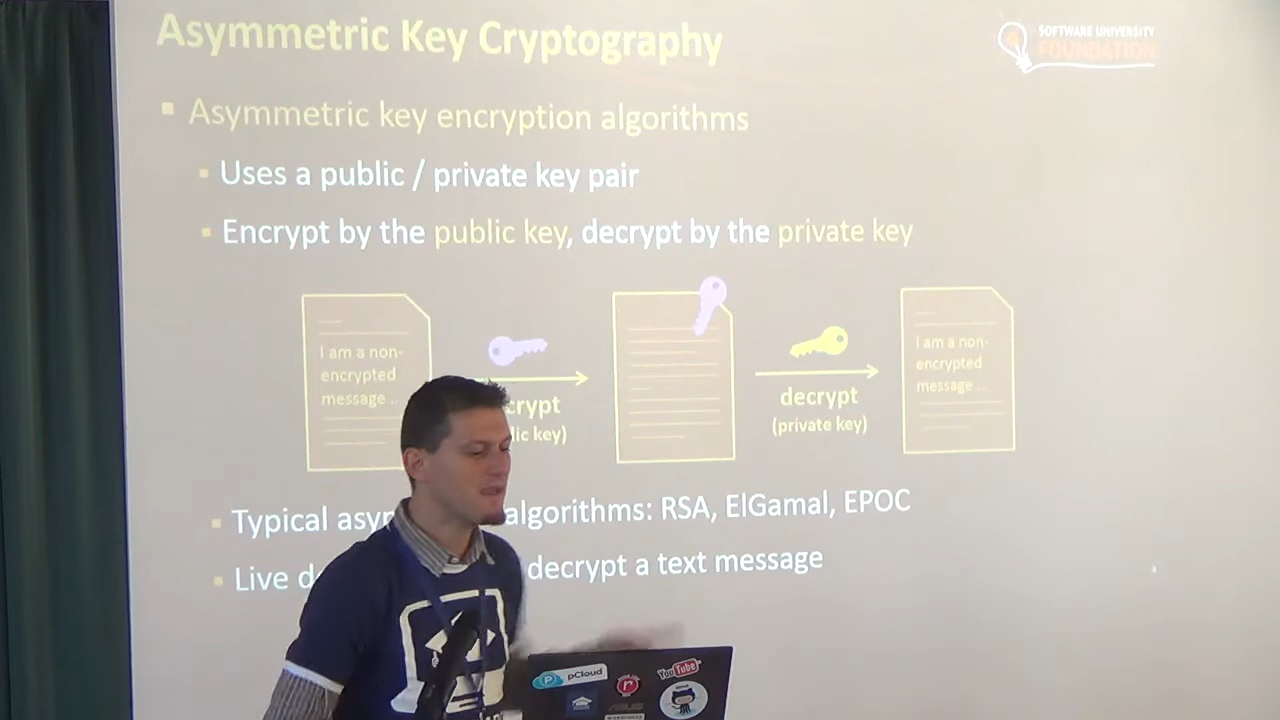 Asymmetric Key Cryptography
SOFTWARE UNIVERSITY
FOUNDATION
Asymmetric key encryption algorithms
Uses a public / private key pair
Encrypt by the public key, decrypt by the private key
I am a non-
encrypted
message ..
crypt
lic key)
decrypt
(private key)
I am a non-
encrypted
message ...
Typical asym algorithms: RSA, ElGamal, EPOC
Live d decrypt a text message
4
pCloud
YouTube
ASUS